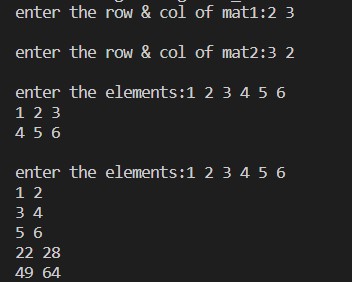 enter the row & col of mat1:2 3
enter the row & col of mat2:3 2
enter the elements:1 2 3 4 5 6
1 2 3
4 5 6
enter the elements:1 2 3 4 5 6
1 2
3 4
5 6
22 28
49 64